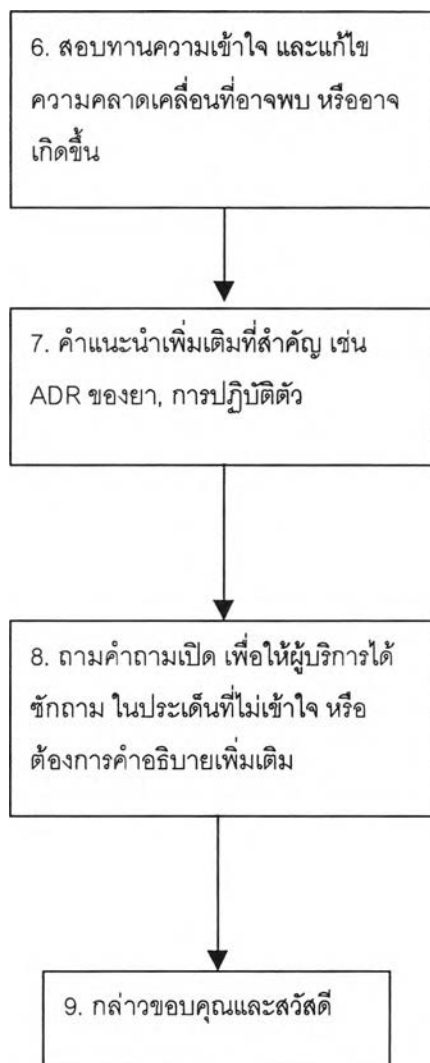 6. สอบทานความเข้าใจ และแก้ไข
ความคลาดเคลื่อนที่อาจพบ หรืออาจ
เกิดขึ้น
7. คำแนะนำเพิ่มเติมที่สำคัญ เช่น
ADR ของยา, การปฏิบัติตัว
8. ถามคำถามเปิด เพื่อให้ผู้บริการได้
ซักถาม ในประเด็นที่ไม่เข้าใจ หรือ
ต้องการคำอธิบายเพิ่มเติม
9. กล่าวขอบคุณและสวัสดี